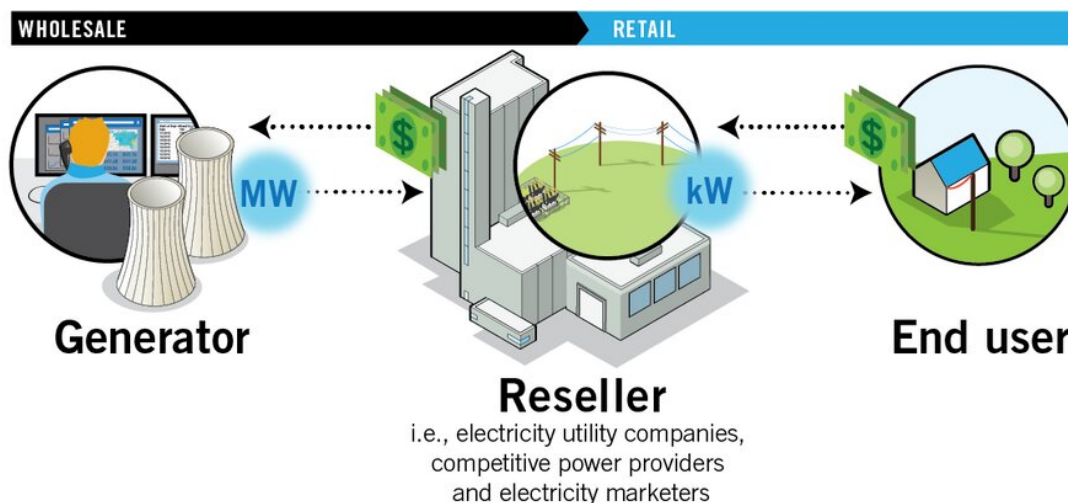 WHOLESALE
RETAIL
$
$
MW
kW
Generator
End user
Reseller
i.e., electricity utility companies,
competitive power providers
and electricity marketers